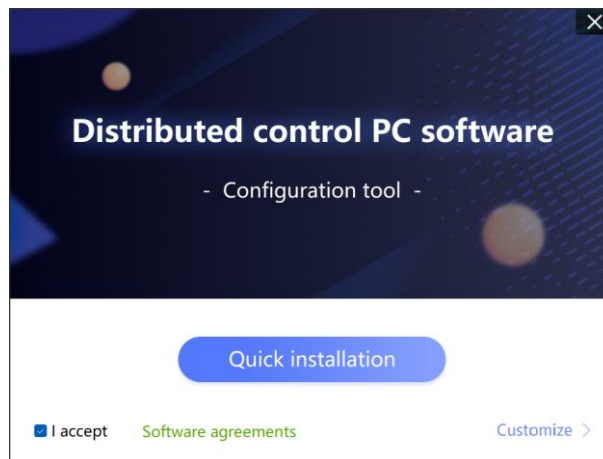 Distributed control PC software
- Configuration tool -
Quick installation
I accept Software agreements Customize >